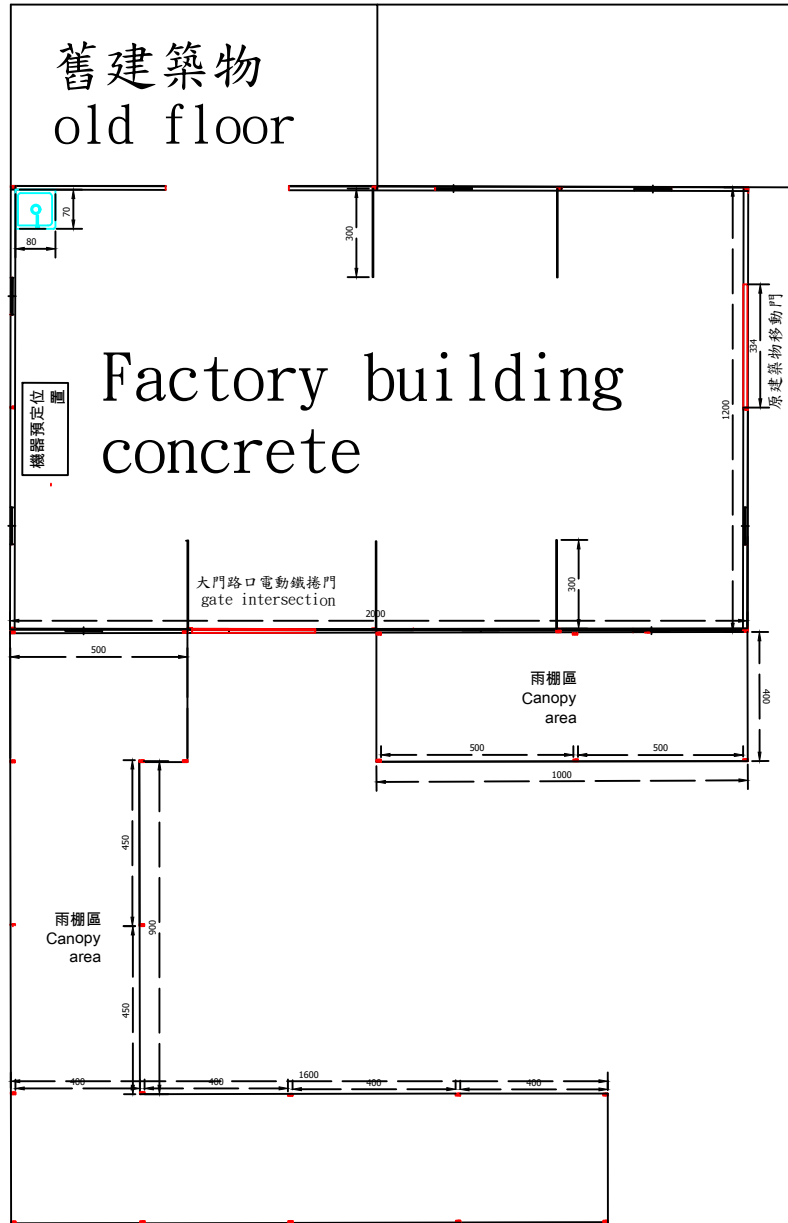 舊建築物
old floor
70
80
300
334
原建築物移動門
1200
Factory building
concrete
機器預定位
置
300
大門路口電動鐵捲門
gate intersection
2000
500
雨棚區
Canopy
area
400
500
500
1000
450
900
雨棚區
Canopy
area
450
1600
400
400
400
400